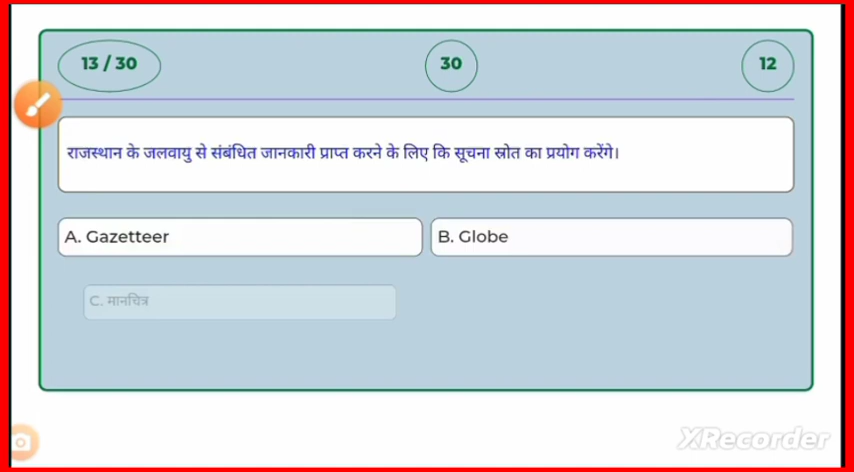 13 / 30
30
12
राजस्थान के जलवायु से संबंधित जानकारी प्राप्त करने के लिए कि सूचना स्रोत का प्रयोग करेंगे।
A. Gazetteer
B. Globe
C. मानचित्र
XRecorder